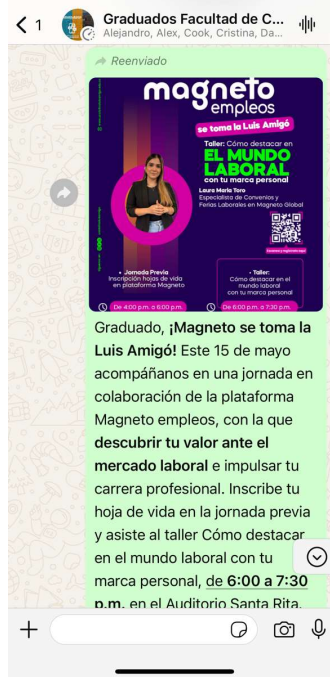 1
Graduados Facultad de C...
Alejandro, Alex, Cook, Cristina, Da...
Reenviado
magneto
empleos
se toma la Luis Amigó
Taller: Cómo destacar en
EL MUNDO
LABORAL
con tu marca personal
Laura María Toro
Especialista de Convenios y
Ferias Laborales en Magneto Global
• Jornada Previa
Inscripción hojas de vida
en plataforma Magneto
De 4:00 p.m. a 6:00 p.m.
• Taller:
Cómo destacar en el
mundo laboral
con tu marca personal
De 6:00 p.m. a 7:30 p.m.
Graduado, ¡Magneto se toma la
Luis Amigó! Este 15 de mayo
acompáñanos en una jornada en
colaboración de la plataforma
Magneto empleos, con la que
descubrir tu valor ante el
mercado laboral e impulsar tu
carrera profesional. Inscribe tu
hoja de vida en la jornada previa
y asiste al taller Cómo destacar
en el mundo laboral con tu
marca personal, de 6:00 a 7:30
p.m. en el Auditorio Santa Rita.